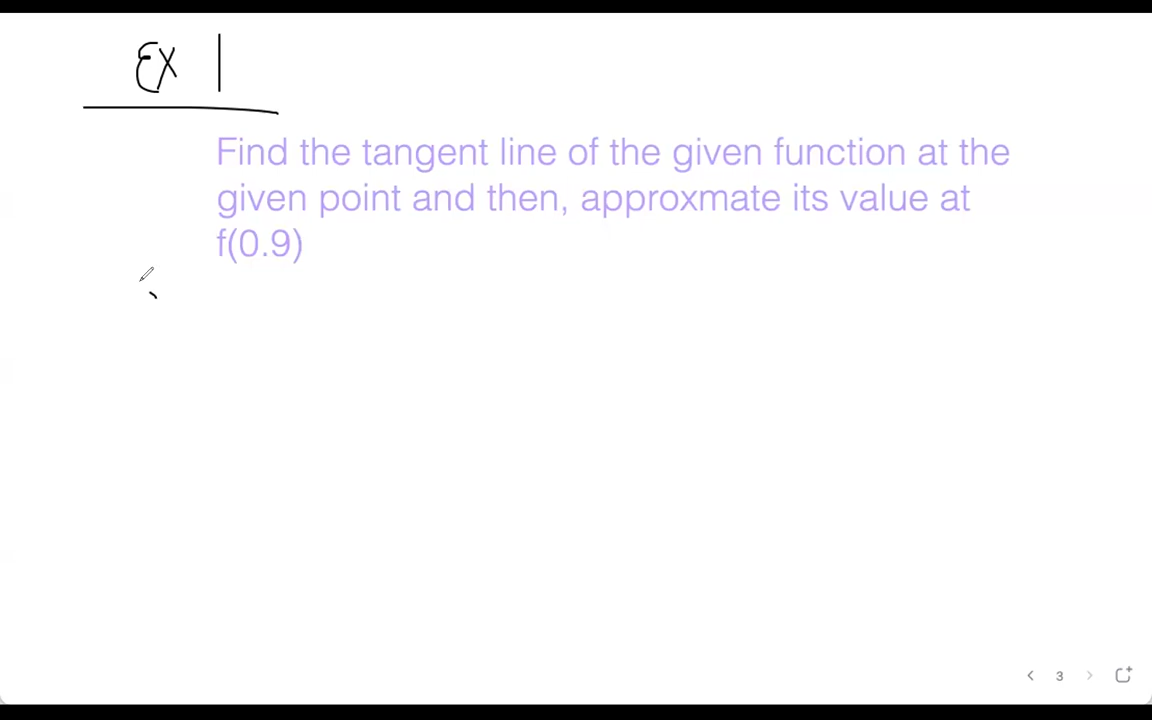 Ex 1
Find the tangent line of the given function at the
given point and then, approxmate its value at
f(0.9)
3